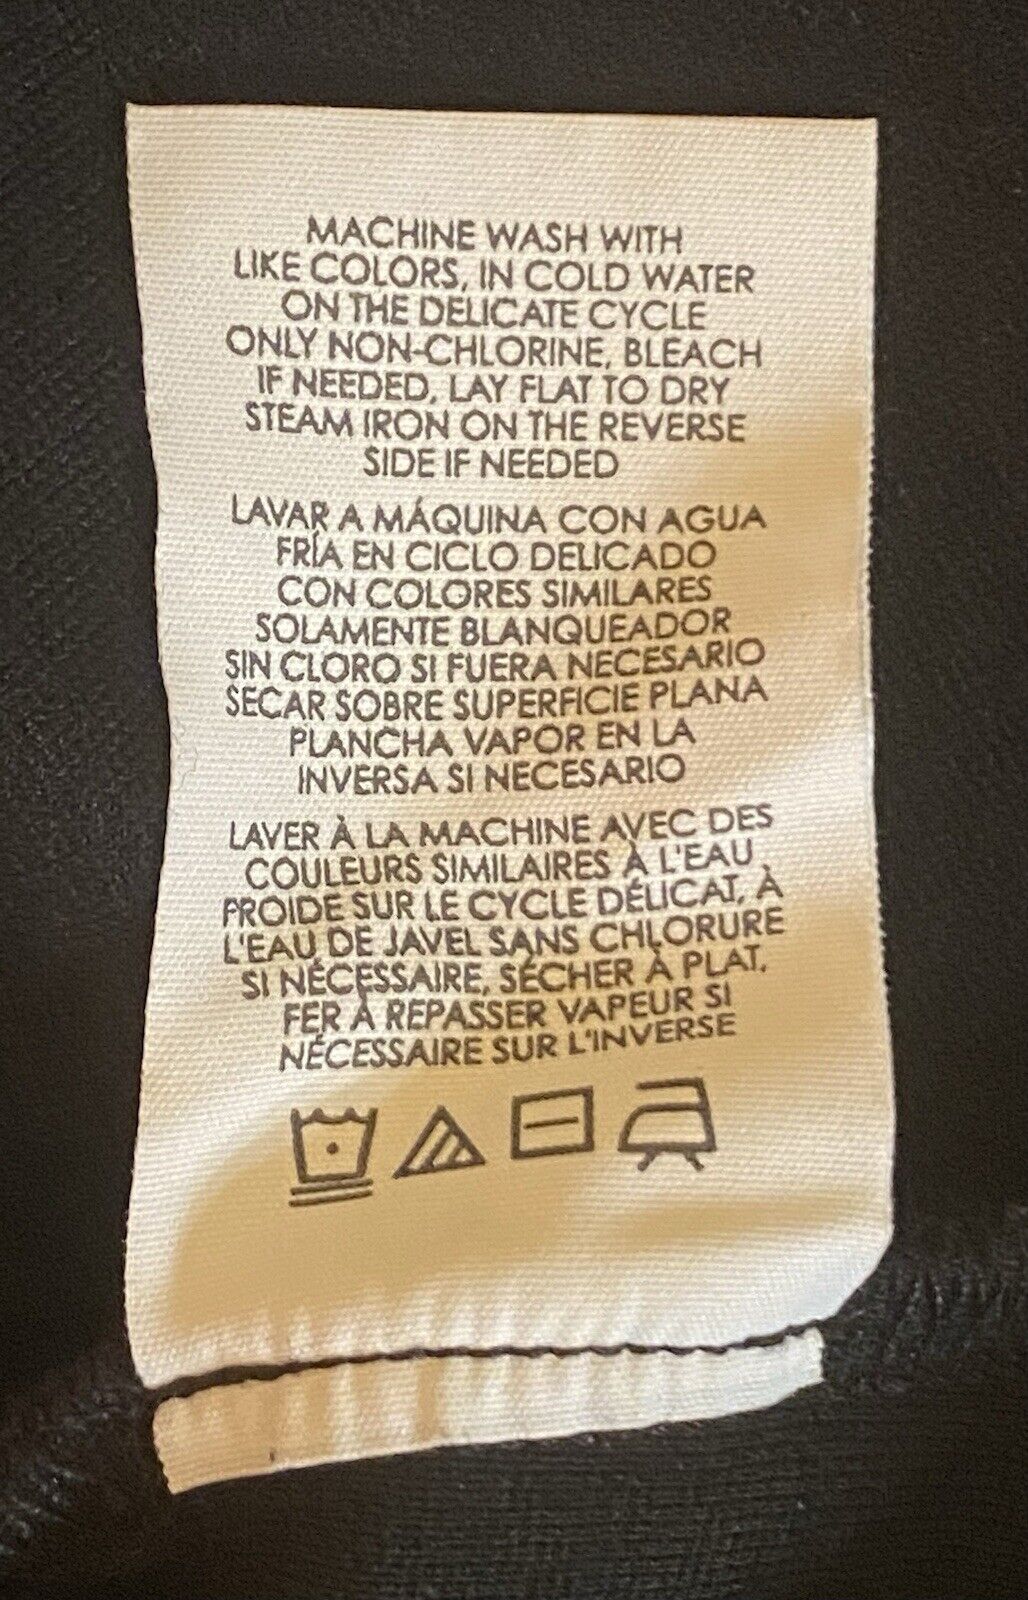 MACHINE WASH WITH
LIKE COLORS, IN COLD WATER
ON THE DELICATE CYCLE
ONLY NON-CHLORINE, BLEACH
IF NEEDED, LAY FLAT TO DRY
STEAM IRON ON THE REVERSE
SIDE IF NEEDED
LAVAR A MÁQUINA CON AGUA
FRÍA EN CICLO DELICADO
CON COLORES SIMILARES
SOLAMENTE BLANQUEADOR
SIN CLORO SI FUERA NECESARIO
SECAR SOBRE SUPERFICIE PLANA
PLANCHA VAPOR EN LA
INVERSA SI NECESARIO
LAVER À LA MACHINE AVEC DES
COULEURS SIMILAIRES À L'EAU
FROIDE SUR LE CYCLE DÉLICAT, À
L'EAU DE JAVEL SANS CHLORURE
SI NÉCESSAIRE, SÉCHER À PLAT,
FER À REPASSER VAPEUR SI
NÉCESSAIRE SUR L'INVERSE